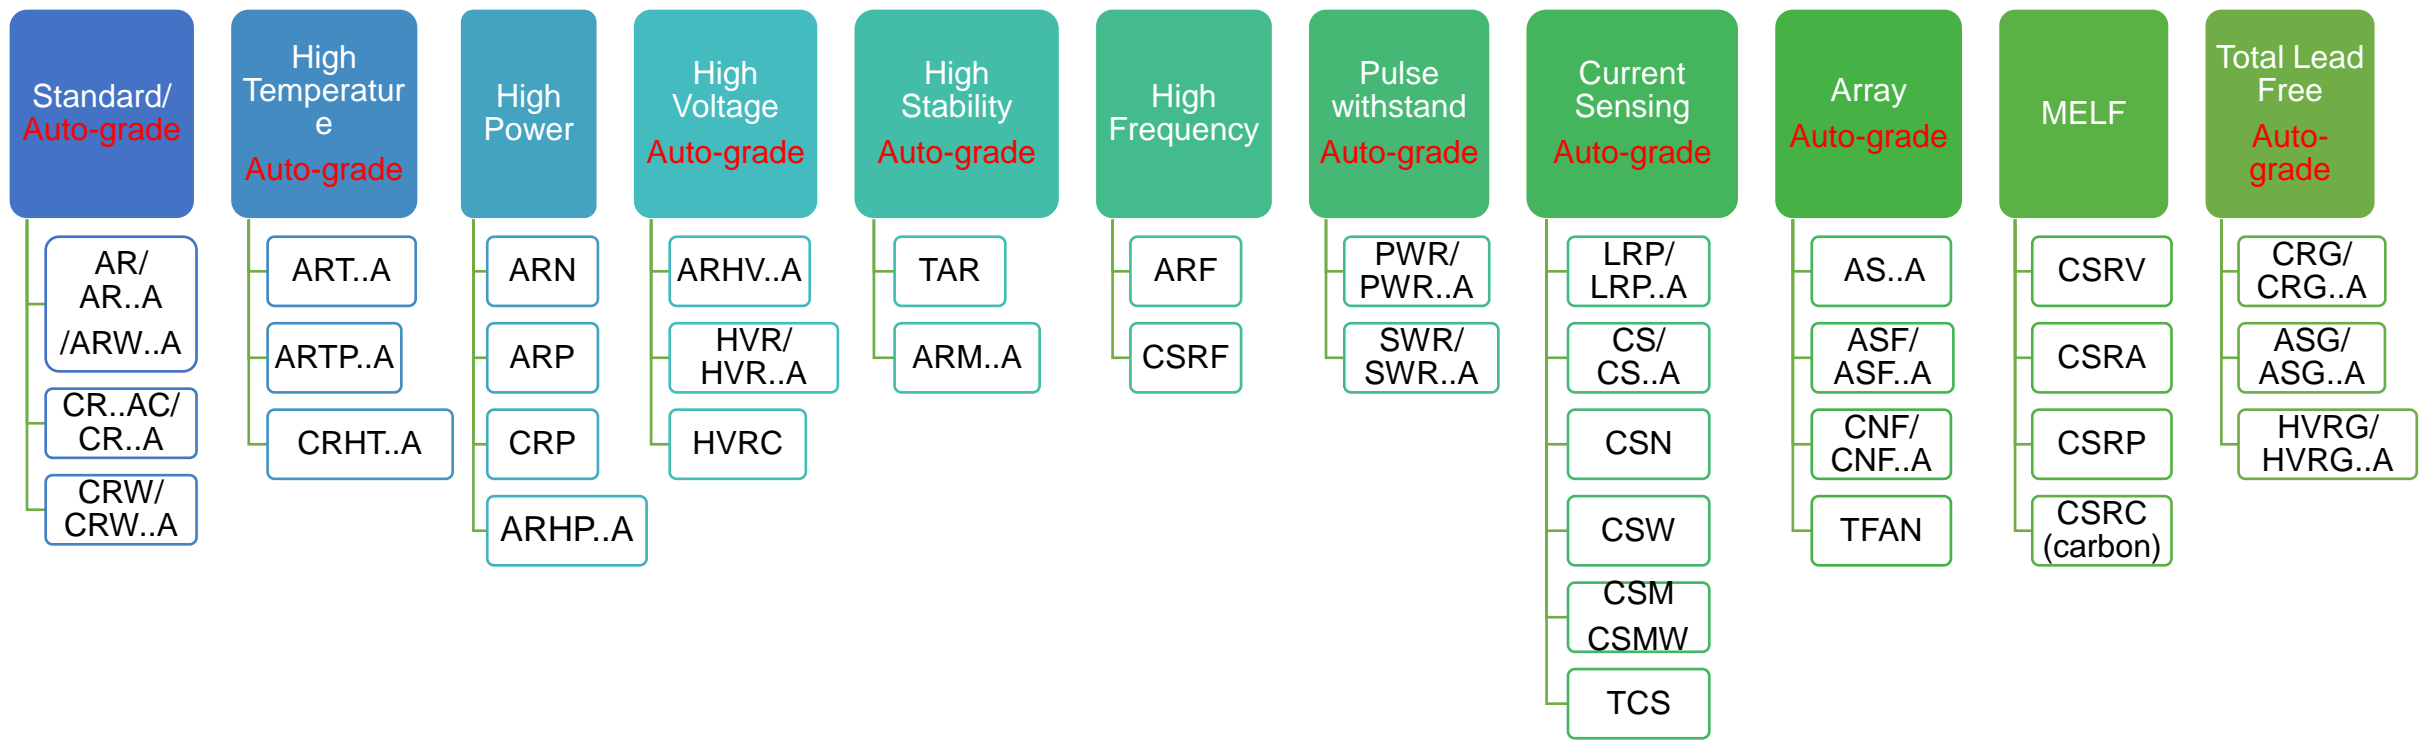 Standard/
Auto-grade
AR/
AR..A
/ARW..A
CR..AC/
CR..A
CRW/
CRW..A
High
Temperatur
e
Auto-grade
ART..A
ARTP..A
CRHT..A
High
Power
ARN
ARP
CRP
ARHP..A
High
Voltage
Auto-grade
ARHV..A
HVR/
HVR..A
HVRC
High
Stability
Auto-grade
TAR
ARM..A
High
Frequency
ARF
CSRF
Pulse
withstand
Auto-grade
PWR/
PWR..A
SWR/
SWR..A
Current
Sensing
Auto-grade
LRP/
LRP..A
CS/
CS..A
CSN
CSW
CSM
CSMW
TCS
Array
Auto-grade
AS..A
ASF/
ASF..A
CNF/
CNF..A
TFAN
MELF
CSRV
CSRA
CSRP
CSRC
(carbon)
Total Lead
Free
Auto-
grade
CRG/
CRG..A
ASG/
ASG..A
HVRG/
HVRG..A